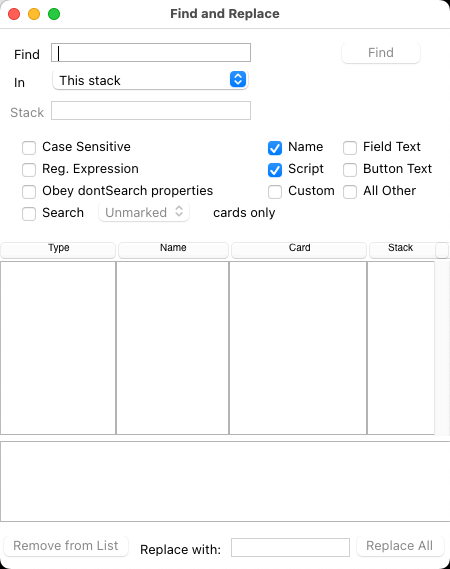 Find and Replace
Find
Find
In
This stack
Stack
Case Sensitive
Name
Field Text
Reg. Expression
Script
Button Text
Obey dontSearch properties
Custom
All Other
Search
Unmarked
cards only
Type
Name
Card
Stack
Remove from List
Replace with:
Replace All